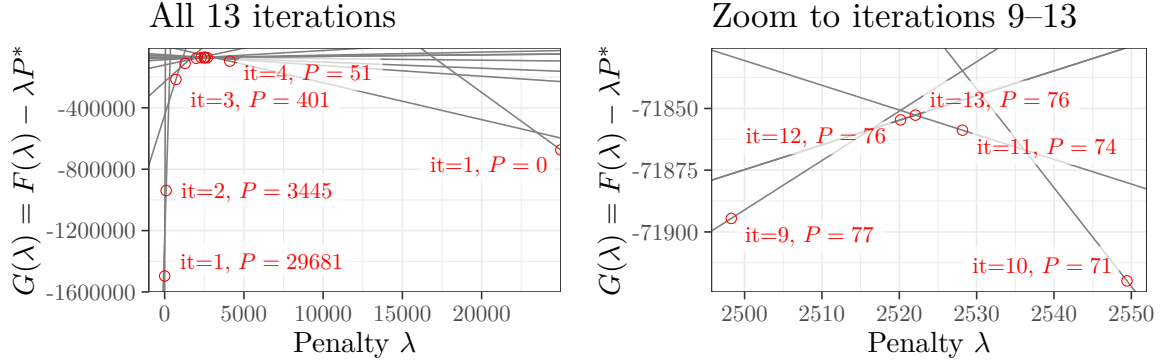 All 13 iterations
G(λ) = F(λ) − λP*
-400000
-800000
-1200000
-1600000
it=4, P = 51
it=3, P = 401
it=1, P = 0
it=2, P = 3445
it=1, P = 29681
0 5000 10000 15000 20000
Penalty λ
Zoom to iterations 9–13
G(λ) = F(λ) − λP*
-71850
-71875
-71900
it=13, P = 76
it=12, P = 76
it=11, P = 74
it=9, P = 77
it=10, P = 71
2500 2510 2520 2530 2540 2550
Penalty λ